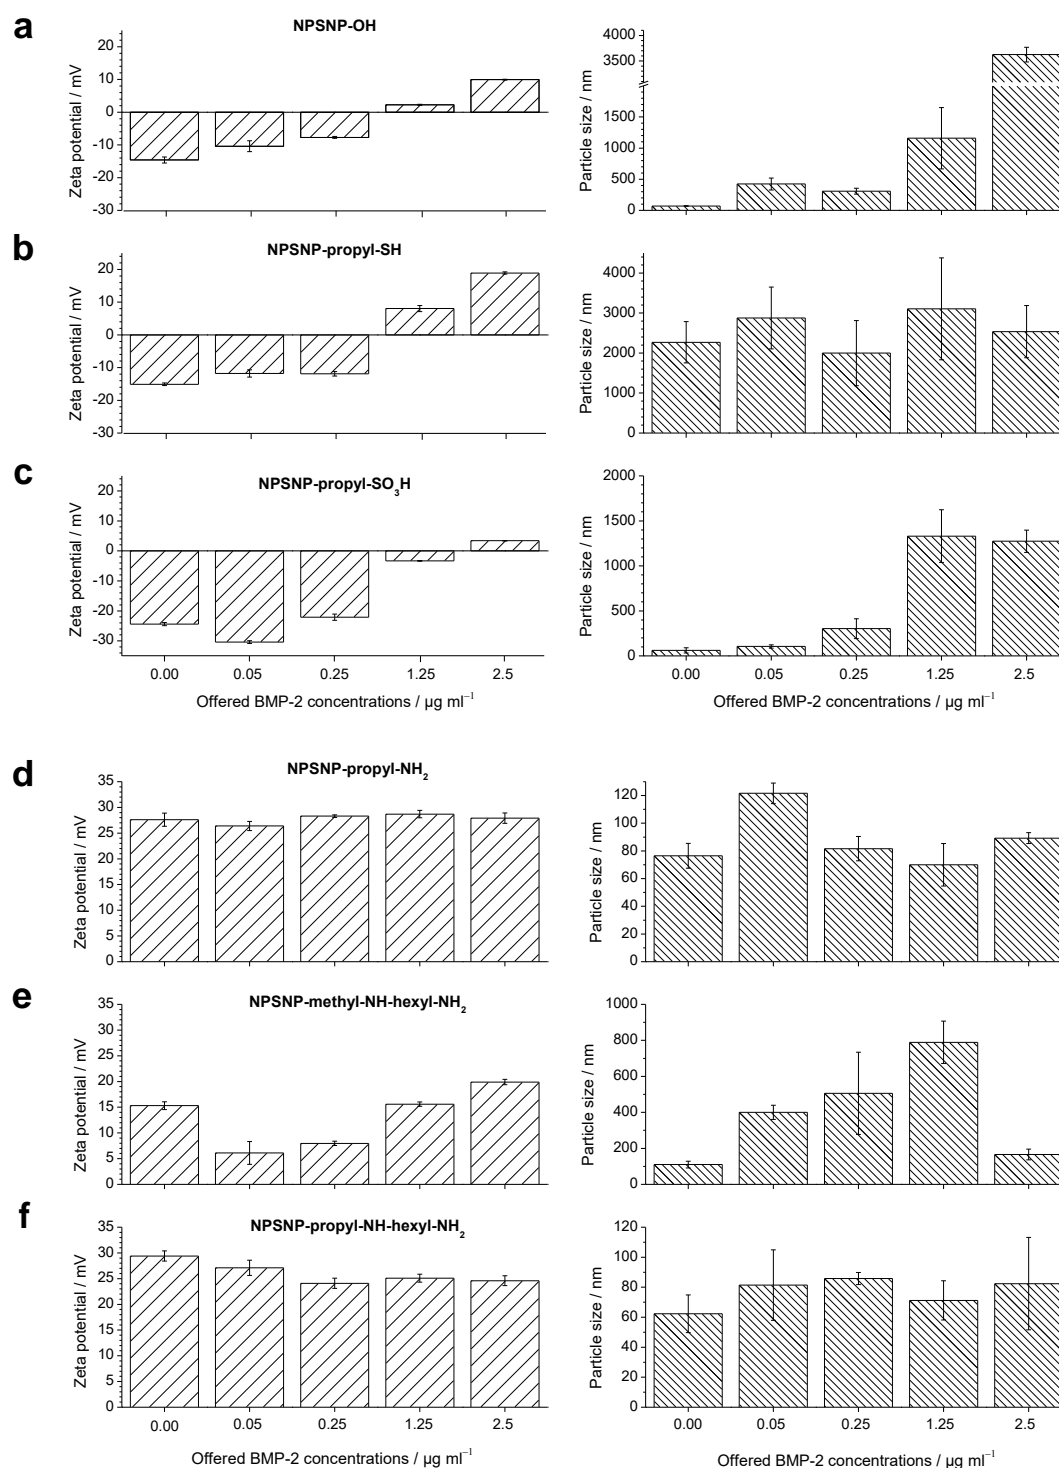 a
NPSNP-OH
Zeta potential / mV
20
10
0
-10
-20
-30
Particle size / nm
4000
3500
1000
500
0
b
NPSNP-propyl-SH
Zeta potential / mV
20
10
0
-10
-20
-30
Particle size / nm
4000
3000
2000
1000
0
c
NPSNP-propyl-SO₃H
Zeta potential / mV
20
10
0
-10
-20
-30
0.00 0.05 0.25 1.25 2.5
Offered BMP-2 concentrations / µg ml⁻¹
Particle size / nm
2000
1500
1000
500
0
0.00 0.05 0.25 1.25 2.5
Offered BMP-2 concentrations / µg ml⁻¹
d
NPSNP-propyl-NH₂
Zeta potential / mV
35
30
25
20
15
10
5
0
Particle size / nm
120
100
80
60
40
20
0
e
NPSNP-methyl-NH-hexyl-NH₂
Zeta potential / mV
35
30
25
20
15
10
5
0
Particle size / nm
1000
800
600
400
200
0
f
NPSNP-propyl-NH-hexyl-NH₂
Zeta potential / mV
35
30
25
20
15
10
5
0
0.00 0.05 0.25 1.25 2.5
Offered BMP-2 concentrations / µg ml⁻¹
Particle size / nm
120
100
80
60
40
20
0
0.00 0.05 0.25 1.25 2.5
Offered BMP-2 concentrations / µg ml⁻¹